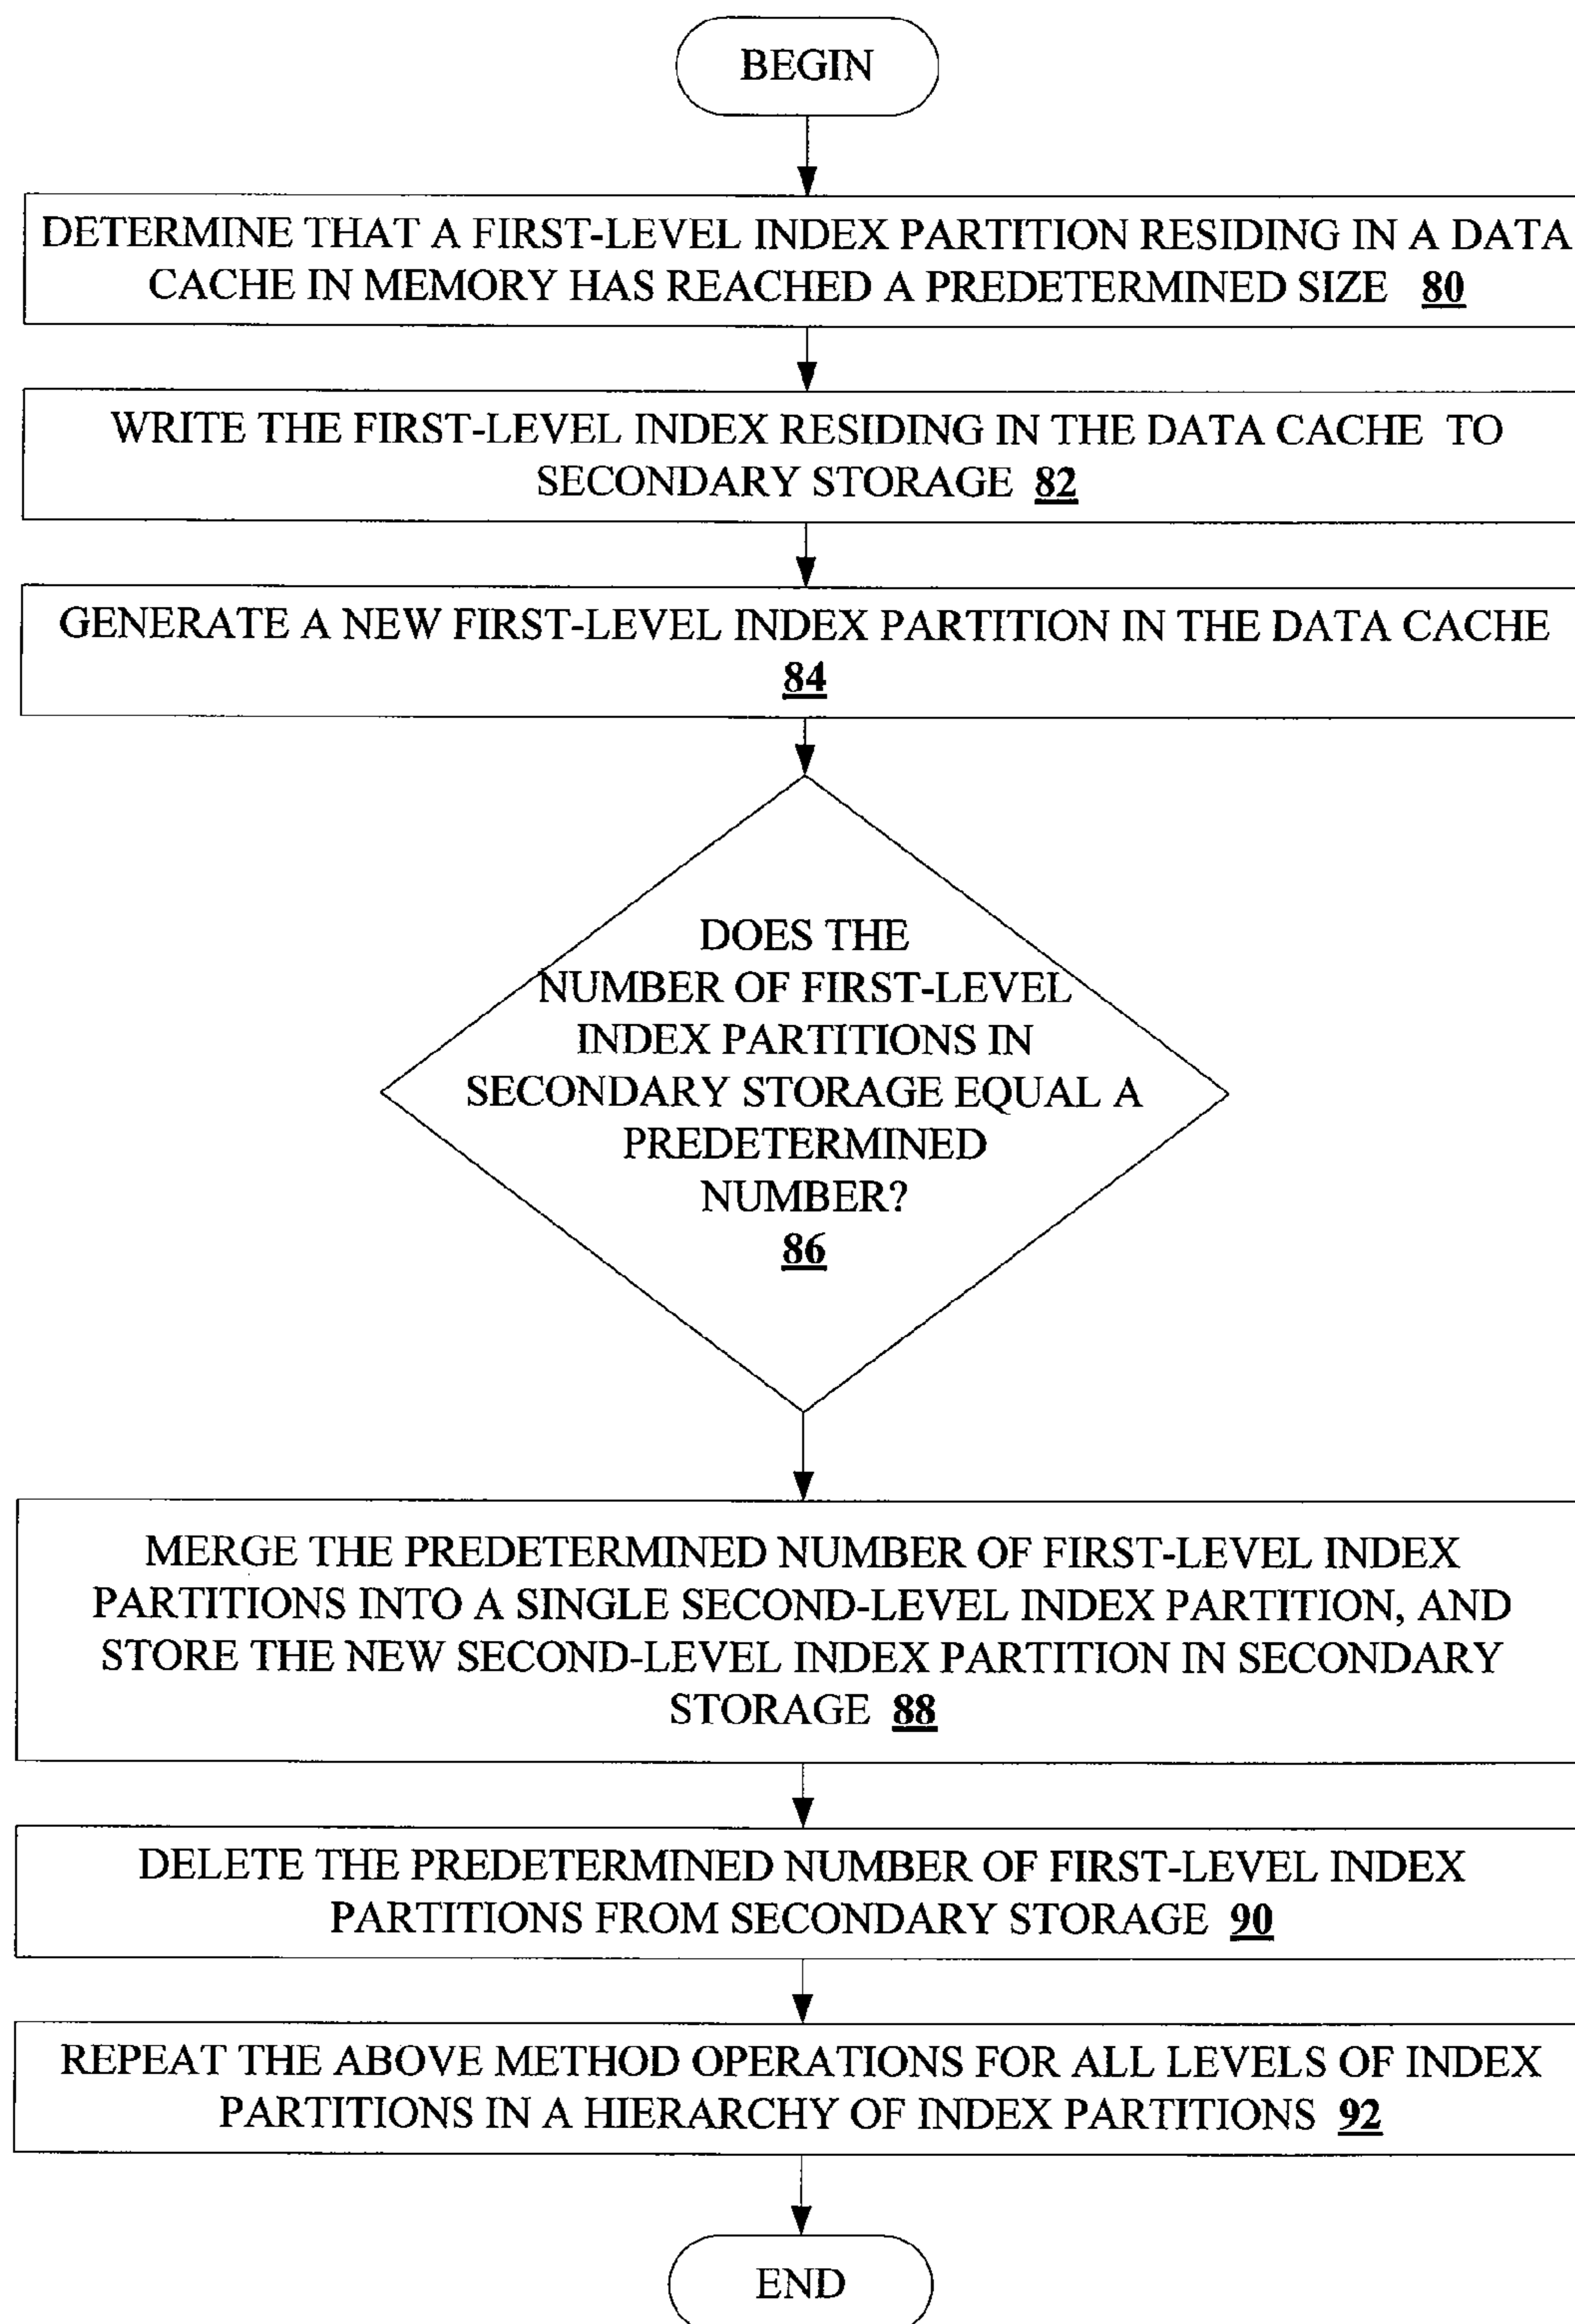 BEGIN
DETERMINE THAT A FIRST-LEVEL INDEX PARTITION RESIDING IN A DATA
CACHE IN MEMORY HAS REACHED A PREDETERMINED SIZE 80
WRITE THE FIRST-LEVEL INDEX RESIDING IN THE DATA CACHE TO
SECONDARY STORAGE 82
GENERATE A NEW FIRST-LEVEL INDEX PARTITION IN THE DATA CACHE
84
DOES THE
NUMBER OF FIRST-LEVEL
INDEX PARTITIONS IN
SECONDARY STORAGE EQUAL A
PREDETERMINED
NUMBER?
86
MERGE THE PREDETERMINED NUMBER OF FIRST-LEVEL INDEX
PARTITIONS INTO A SINGLE SECOND-LEVEL INDEX PARTITION, AND
STORE THE NEW SECOND-LEVEL INDEX PARTITION IN SECONDARY
STORAGE 88
DELETE THE PREDETERMINED NUMBER OF FIRST-LEVEL INDEX
PARTITIONS FROM SECONDARY STORAGE 90
REPEAT THE ABOVE METHOD OPERATIONS FOR ALL LEVELS OF INDEX
PARTITIONS IN A HIERARCHY OF INDEX PARTITIONS 92
END